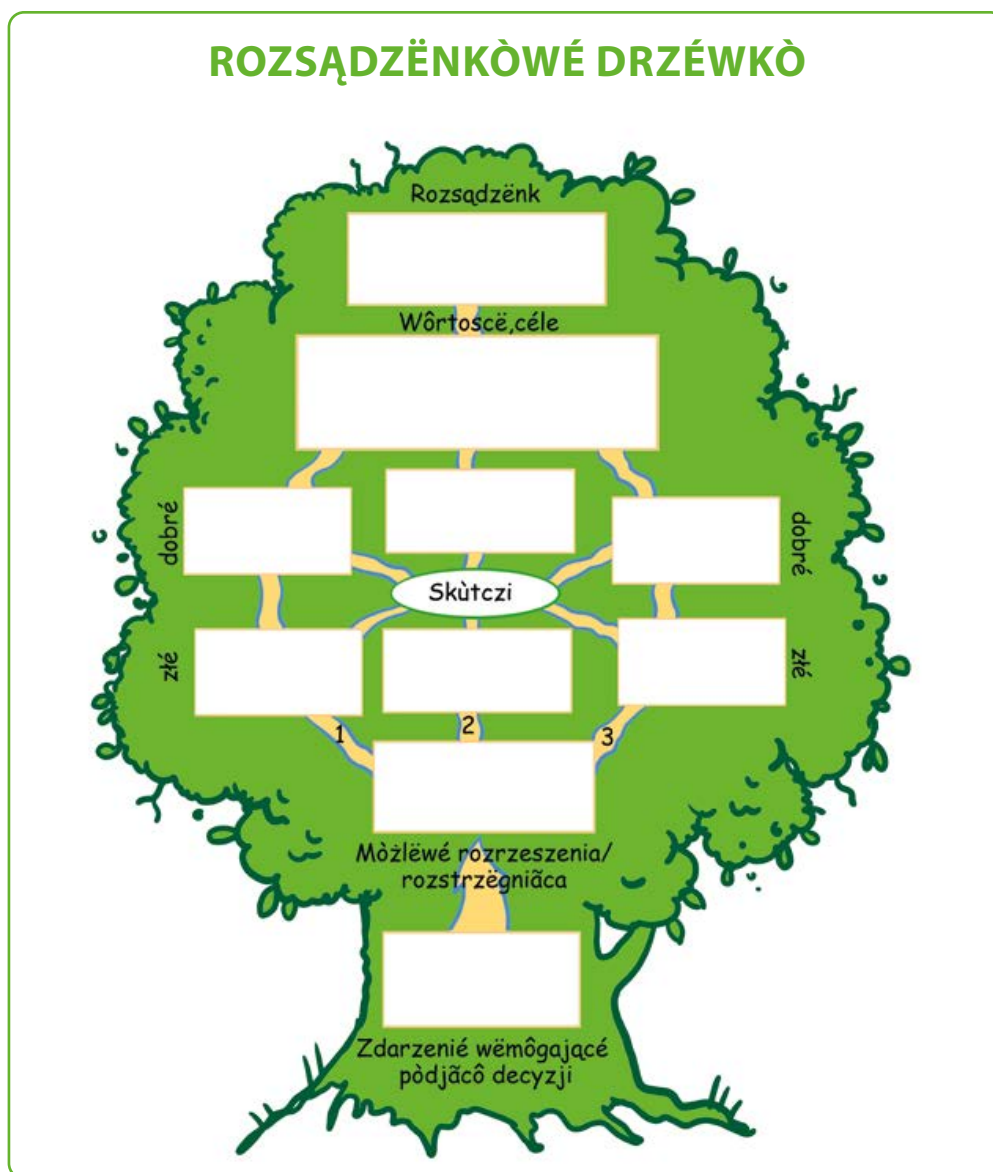 ROZSĄDZËNKÒWÉ DRZÉWKÒ
Rozsądzënk
Wôrtoscë,céle
dobré
dobré
Skùtczi
złé
złé
1
2
3
Mòżlëwé rozrzeszenia/
rozstrzëgniãca
Zdarzenié wëmôgającé
pòdjãcô decyzji